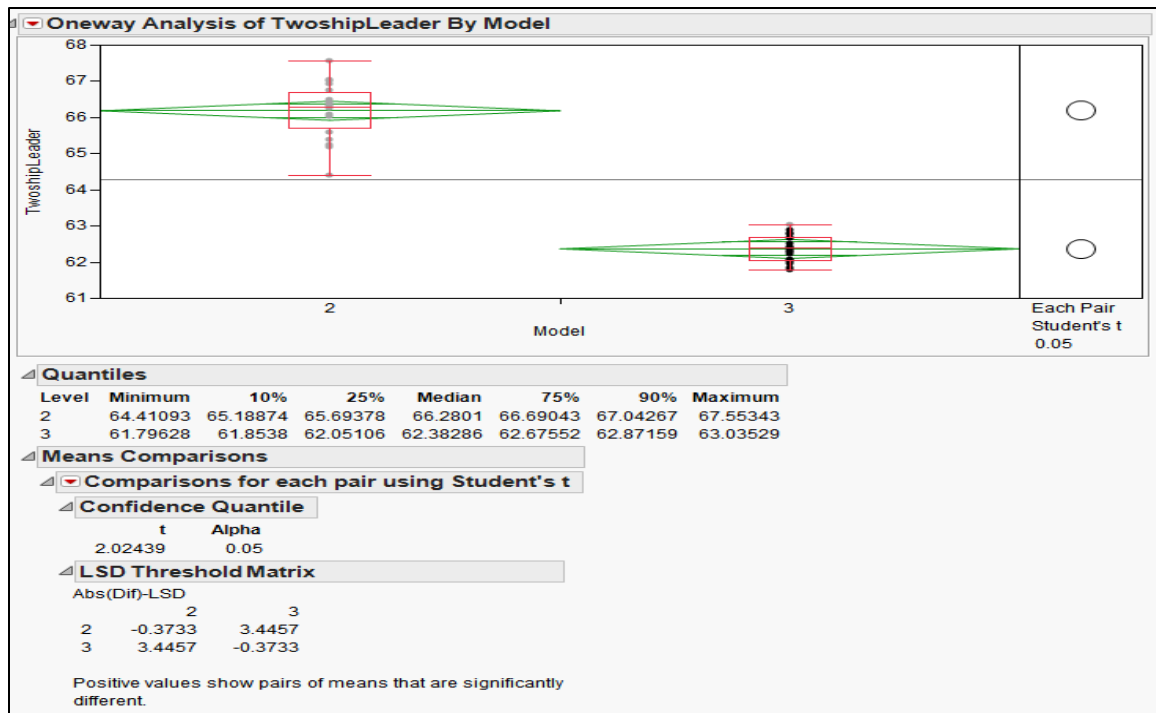 Oneway Analysis of TwoshipLeader By Model
TwoshipLeader
68
67
66
65
64
63
62
61
2 3
Model
Each Pair
Student's t
0.05
Quantiles
Level Minimum 10% 25% Median 75% 90% Maximum
2 64.41093 65.18874 65.69378 66.2801 66.69043 67.04267 67.55343
3 61.79628 61.8538 62.05106 62.38286 62.67552 62.87159 63.03529
Means Comparisons
Comparisons for each pair using Student's t
Confidence Quantile
t Alpha
2.02439 0.05
LSD Threshold Matrix
Abs(Dif)-LSD
2 3
2 -0.3733 3.4457
3 3.4457 -0.3733
Positive values show pairs of means that are significantly
different.